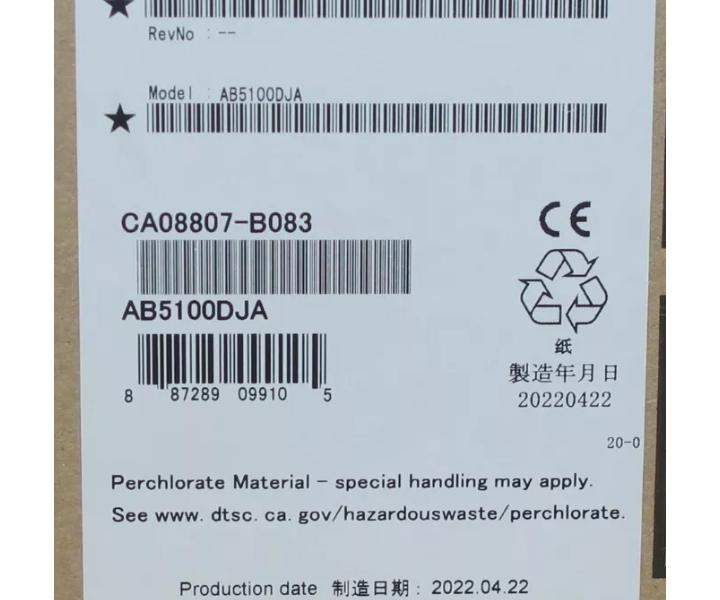 RevNo : --
Model : AB5100DJA
CA08807-B083
AB5100DJA
8 87289 09910 5
CE
纸
製造年月日
20220422
20-0
Perchlorate Material - special handling may apply.
See www. dtsc. ca. gov/hazardouswaste/perchlorate.
Production date 制造日期 : 2022.04.22